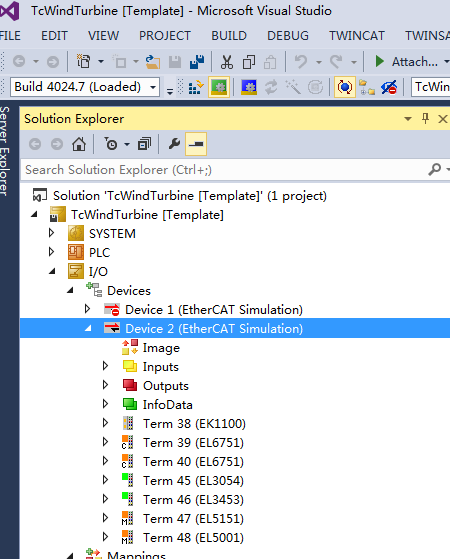 TcWindTurbine [Template] - Microsoft Visual Studio
FILE EDIT VIEW PROJECT BUILD DEBUG TWINCAT TWINSA
Attach...
Build 4024.7 (Loaded) TcWind
Server Explorer
Solution Explorer
Search Solution Explorer (Ctrl+;)
Solution 'TcWindTurbine [Template]' (1 project)
TcWindTurbine [Template]
SYSTEM
PLC
I/O
Devices
Device 1 (EtherCAT Simulation)
Device 2 (EtherCAT Simulation)
Image
Inputs
Outputs
InfoData
Term 38 (EK1100)
Term 39 (EL6751)
Term 40 (EL6751)
Term 45 (EL3054)
Term 46 (EL3453)
Term 47 (EL5151)
Term 48 (EL5001)
Mappings